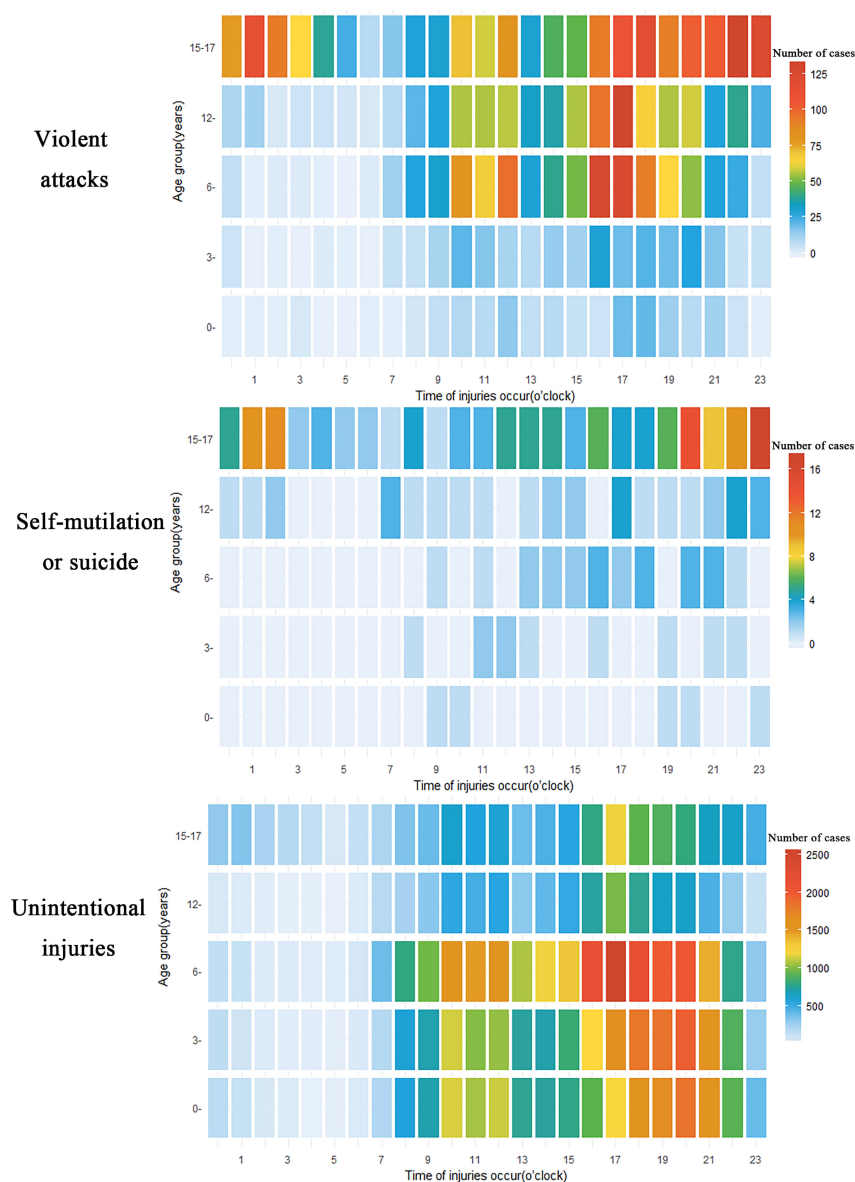 Violent
attacks
Age group(years)
15-17
12-
6-
3-
0-
1 3 5 7 9 11 13 15 17 19 21 23
Time of injuries occur(o'clock)
Number of cases
125
100
75
50
25
0
Self-mutilation
or suicide
Age group(years)
15-17
12-
6-
3-
0-
1 3 5 7 9 11 13 15 17 19 21 23
Time of injuries occur(o'clock)
Number of cases
16
12
8
4
0
Unintentional
injuries
Age group(years)
15-17
12-
6
3-
0-
1 3 5 7 9 11 13 15 17 19 21 23
Time of injuries occur(o'clock)
Number of cases
2500
2000
1500
1000
500